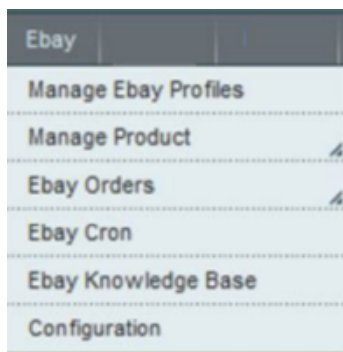 Ebay
Manage Ebay Profiles
Manage Product
Ebay Orders
Ebay Cron
Ebay Knowledge Base
Configuration